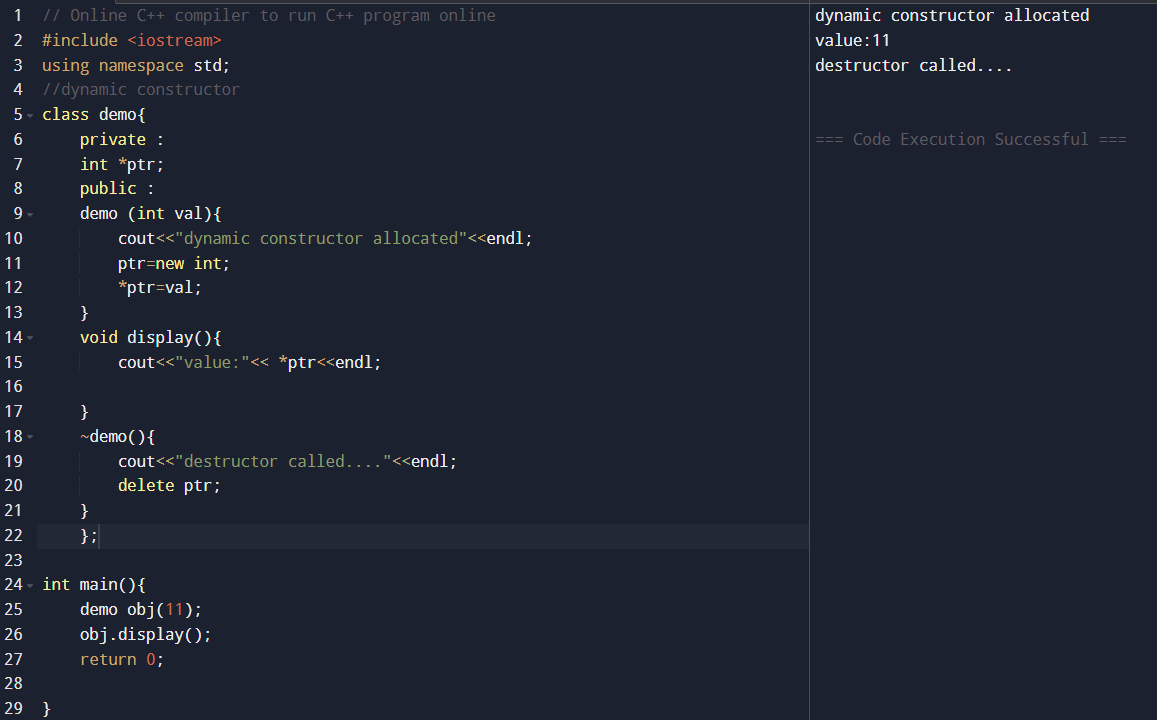 1 // Online C++ compiler to run C++ program online
2 #include <iostream>
3 using namespace std;
4 //dynamic constructor
5 class demo{
6     private :
7     int *ptr;
8     public :
9     demo (int val){
10         cout<<"dynamic constructor allocated"<<endl;
11         ptr=new int;
12         *ptr=val;
13     }
14     void display(){
15         cout<<"value:"<< *ptr<<endl;
16
17     }
18     ~demo(){
19         cout<<"destructor called...."<<endl;
20         delete ptr;
21     }
22     };
23
24 int main(){
25     demo obj(11);
26     obj.display();
27     return 0;
28
29 }
dynamic constructor allocated
value:11
destructor called....
=== Code Execution Successful ===